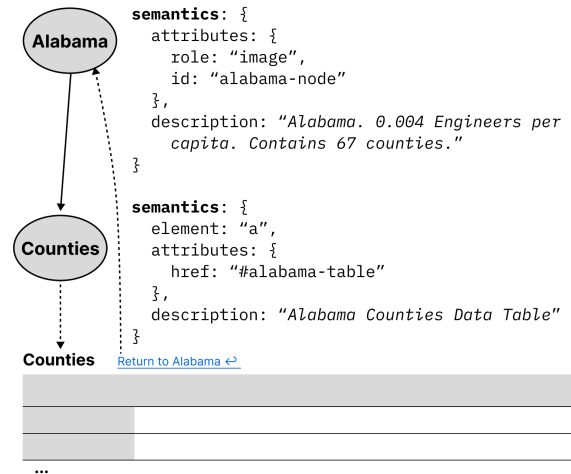 Alabama
semantics: {
attributes: {
role: “image”,
id: “alabama-node”
},
description: “Alabama. 0.004 Engineers per
capita. Contains 67 counties.”
}
Counties
semantics: {
element: “a”,
attributes: {
href: “#alabama-table”
},
description: “Alabama Counties Data Table”
}
Counties Return to Alabama ↩
...